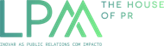 LPM THE HOUSE
OF PR
INOVAR AS PUBLIC RELATIONS COM IMPACTO